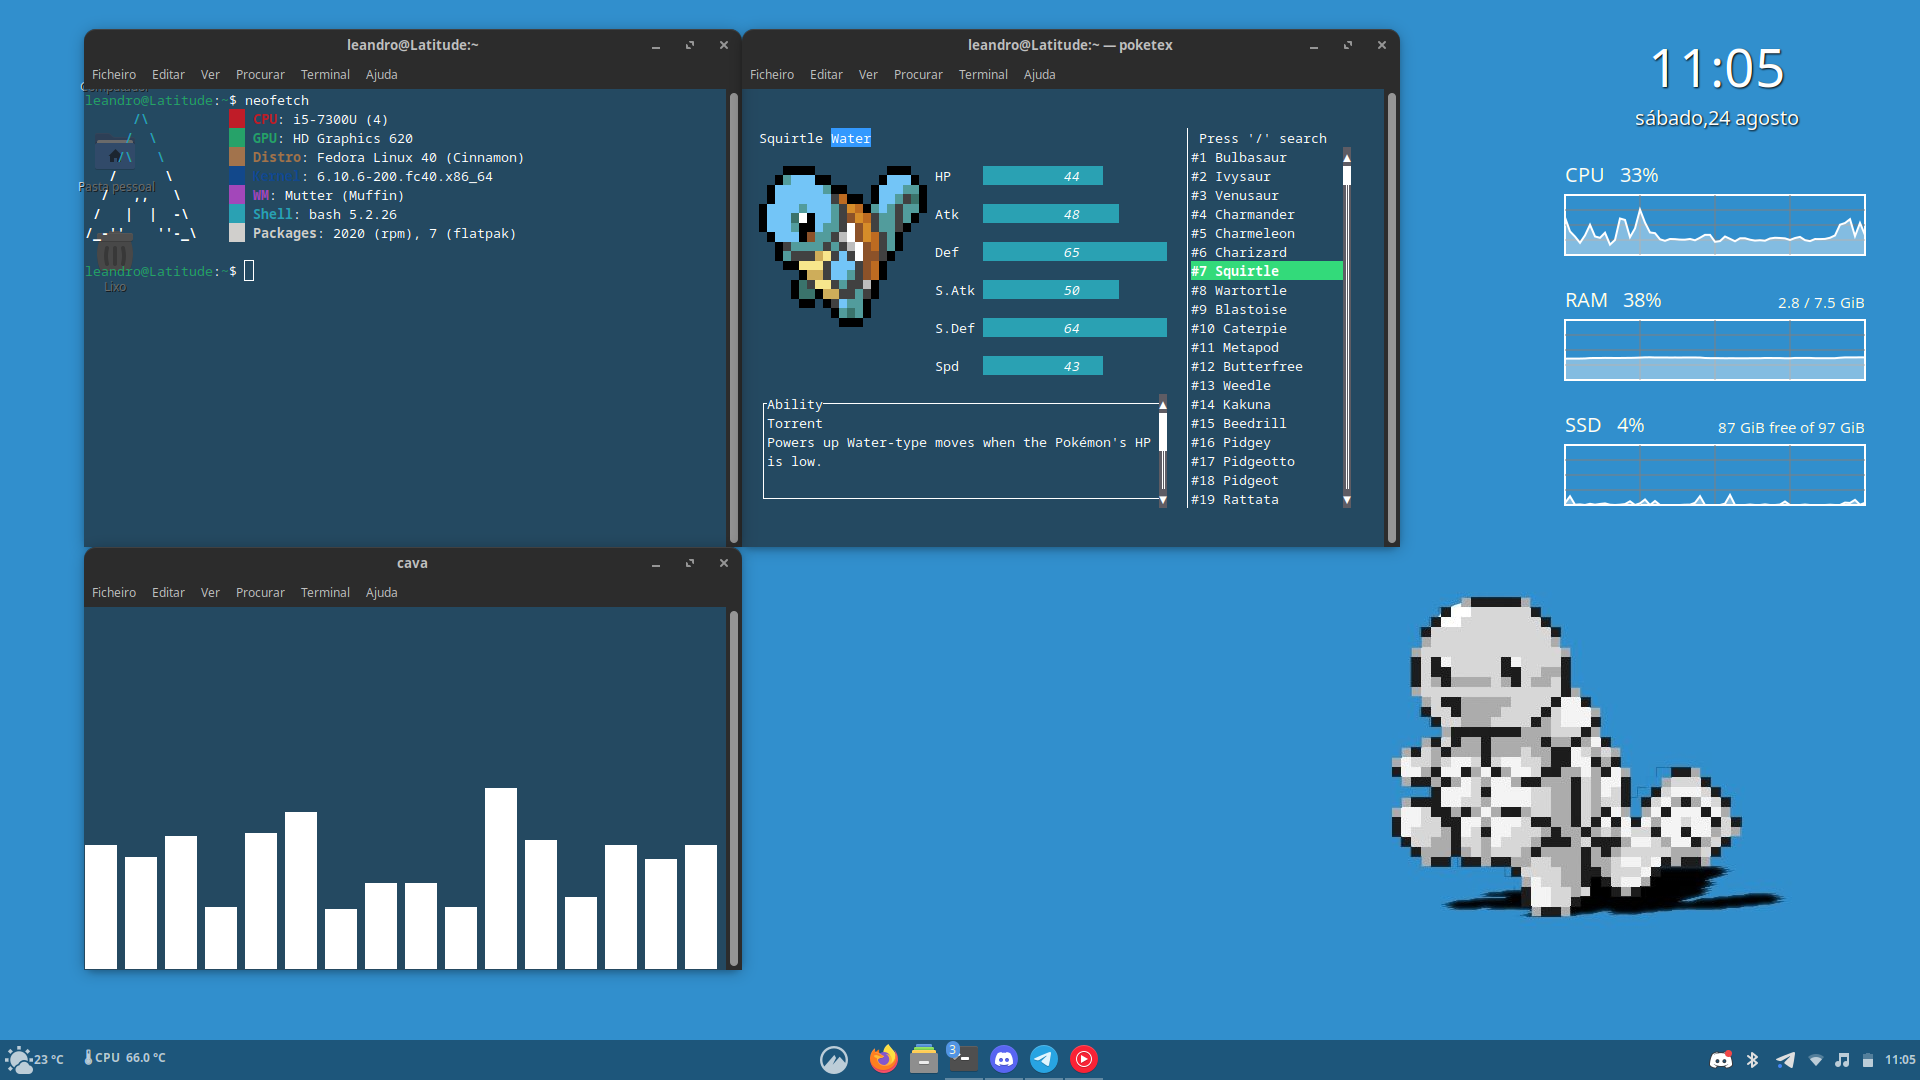 leandro@Latitude:~
Ficheiro Editar Ver Procurar Terminal Ajuda
leandro@Latitude:~$ neofetch
CPU: i5-7300U (4)
GPU: HD Graphics 620
Distro: Fedora Linux 40 (Cinnamon)
Kernel: 6.10.6-200.fc40.x86_64
WM: Mutter (Muffin)
Shell: bash 5.2.26
Packages: 2020 (rpm), 7 (flatpak)
leandro@Latitude:~$
Computador
Pasta pessoal
Lixo
leandro@Latitude:~ — poketex
Ficheiro Editar Ver Procurar Terminal Ajuda
Squirtle Water
HP 44
Atk 48
Def 65
S.Atk 50
S.Def 64
Spd 43
Ability
Torrent
Powers up Water-type moves when the Pokémon's HP
is low.
Press '/' search
#1 Bulbasaur
#2 Ivysaur
#3 Venusaur
#4 Charmander
#5 Charmeleon
#6 Charizard
#7 Squirtle
#8 Wartortle
#9 Blastoise
#10 Caterpie
#11 Metapod
#12 Butterfree
#13 Weedle
#14 Kakuna
#15 Beedrill
#16 Pidgey
#17 Pidgeotto
#18 Pidgeot
#19 Rattata
11:05
sábado,24 agosto
CPU 33%
RAM 38% 2.8 / 7.5 GiB
SSD 4% 87 GiB free of 97 GiB
cava
Ficheiro Editar Ver Procurar Terminal Ajuda
23 °C CPU 66.0 °C
3
11:05